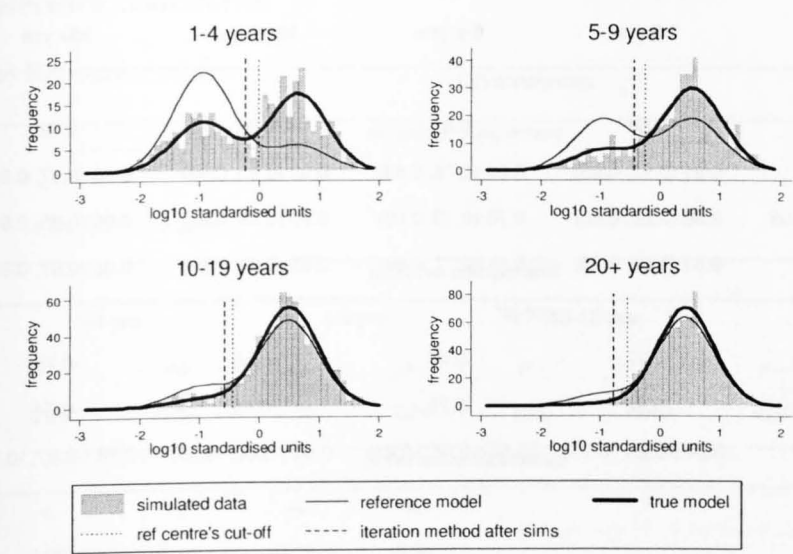 1-4 years
5-9 years
frequency
25
20
15
10
5
0
-3 -2 -1 0 1 2
log10 standardised units
frequency
40
30
20
10
0
-3 -2 -1 0 1 2
log10 standardised units
10-19 years
20+ years
frequency
60
40
20
0
-3 -2 -1 0 1 2
log10 standardised units
frequency
80
60
40
20
0
-3 -2 -1 0 1 2
log10 standardised units
simulated data reference model true model
ref centre's cut-off iteration method after sims